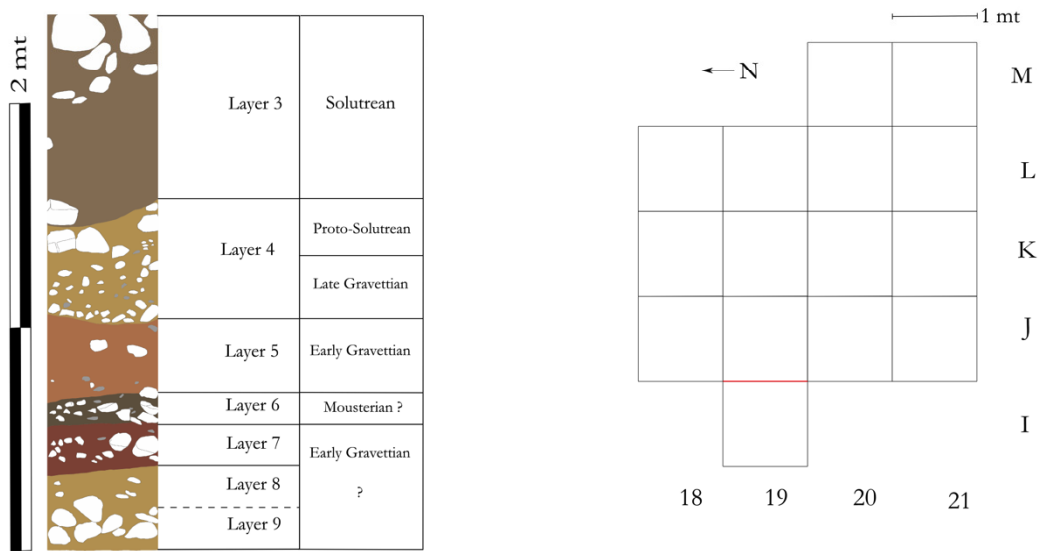 2 mt
Layer 3
Solutrean
Layer 4
Proto-Solutrean
Late Gravettian
Layer 5
Early Gravettian
Layer 6
Mousterian ?
Layer 7
Early Gravettian
?
Layer 8
Layer 9
1 mt
N
M
L
K
J
I
18 19 20 21